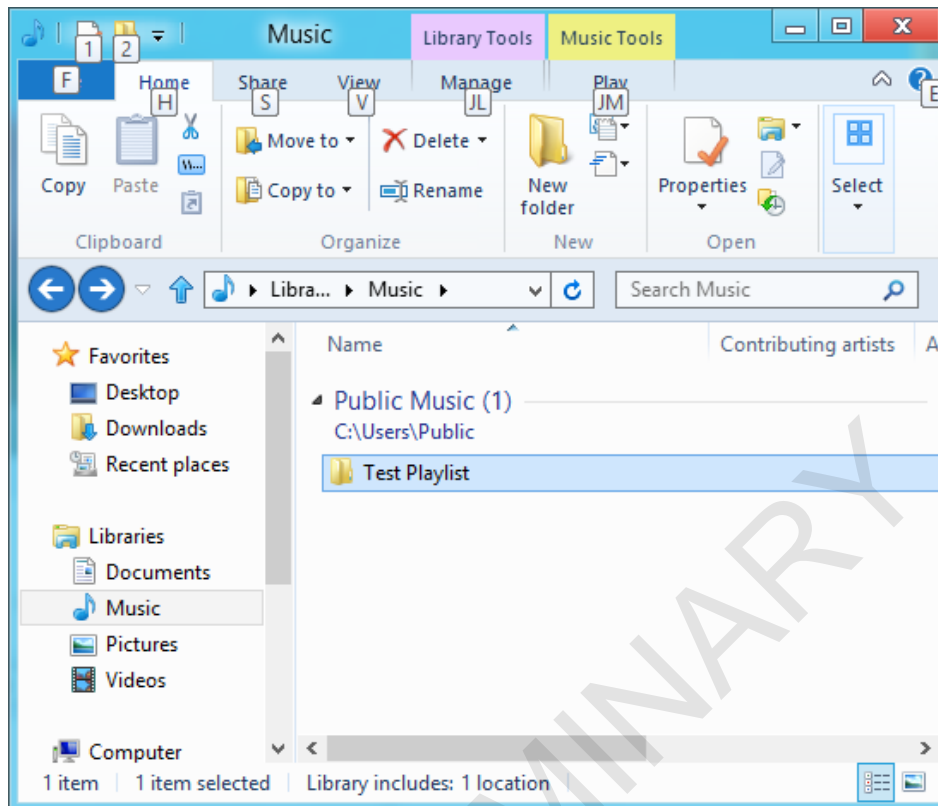 Music
Library Tools
Music Tools
1
2
F
Home
Share
View
Manage
Play
H
S
V
JL
JM
E
Copy
Paste
Move to
Delete
Copy to
Rename
New folder
Properties
Select
Clipboard
Organize
New
Open
Libra...
Music
Search Music
Favorites
Desktop
Downloads
Recent places
Libraries
Documents
Music
Pictures
Videos
Computer
Name
Contributing artists
A
Public Music (1)
C:\Users\Public
Test Playlist
1 item
1 item selected
Library includes: 1 location
MINARY